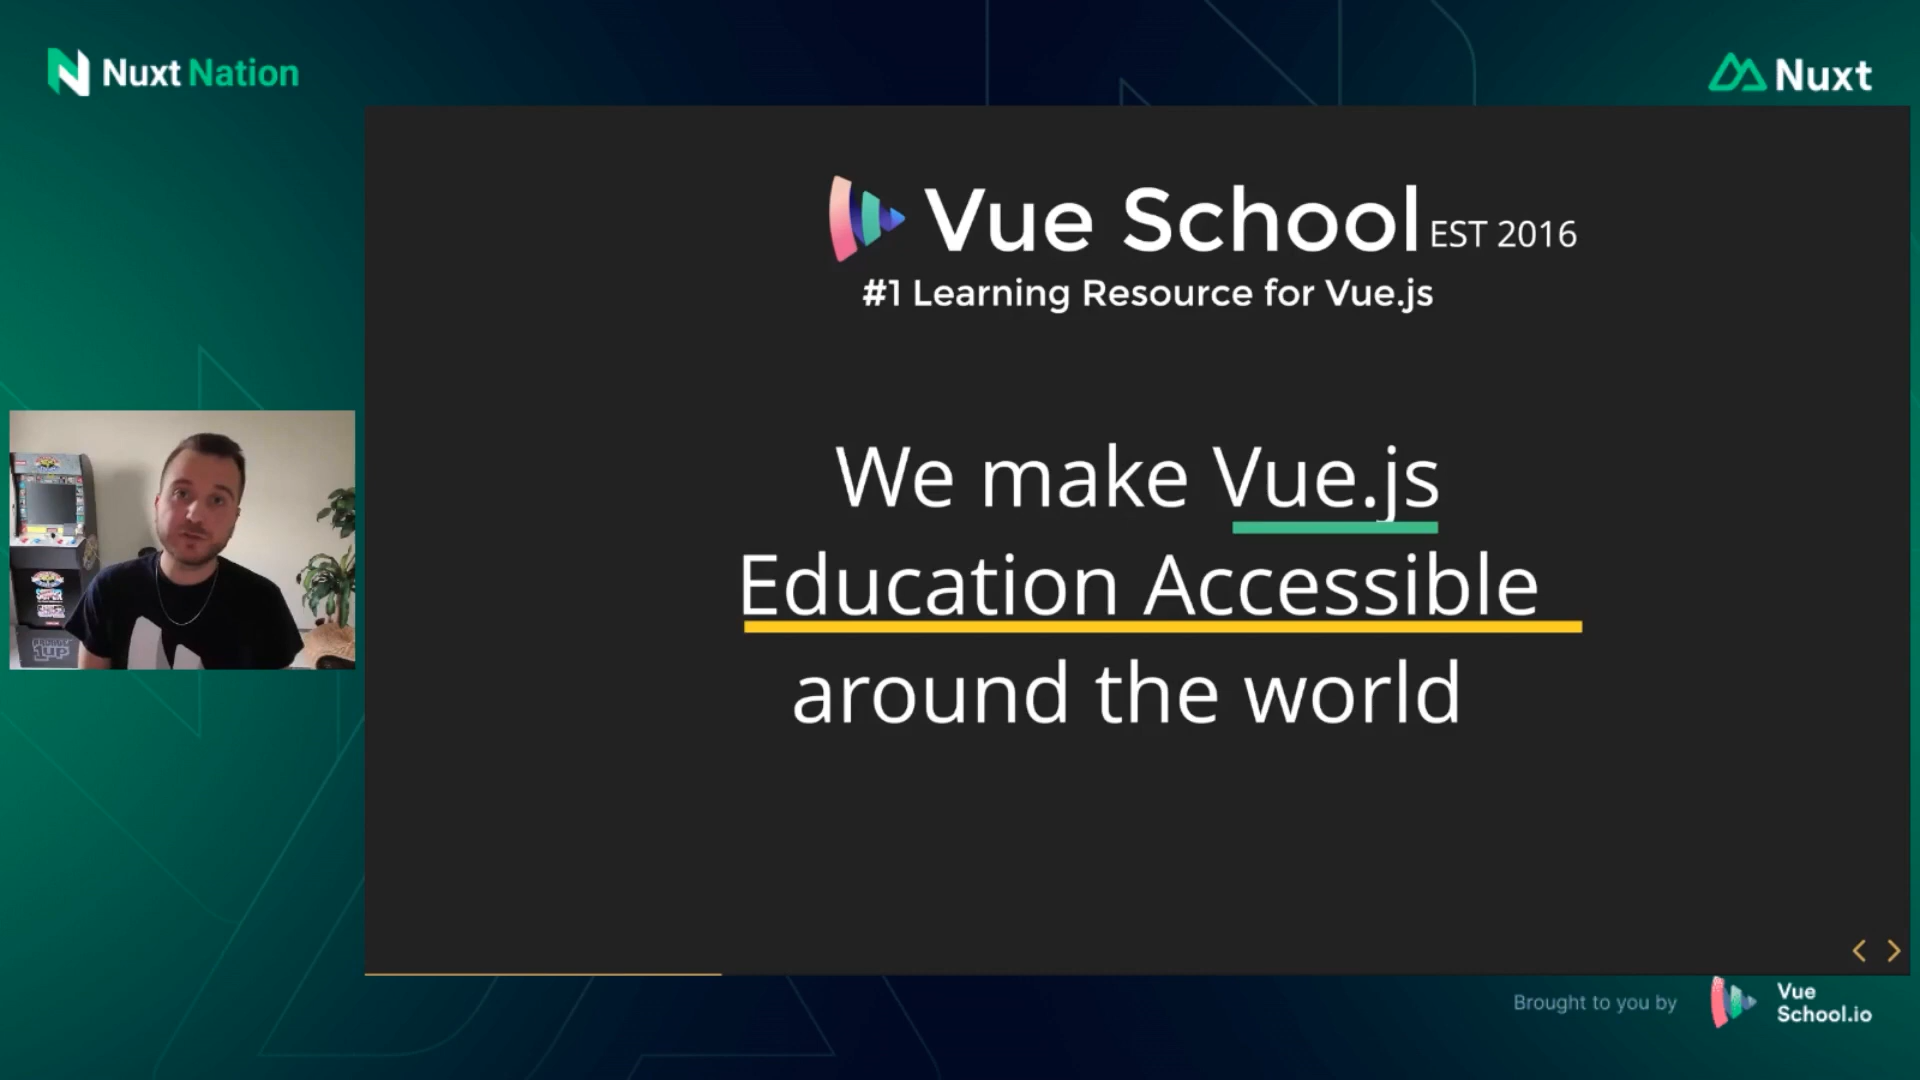 Nuxt Nation
Nuxt
Vue School EST 2016
#1 Learning Resource for Vue.js
We make Vue.js
Education Accessible
around the world
1UP
Brought to you by
Vue
School.io